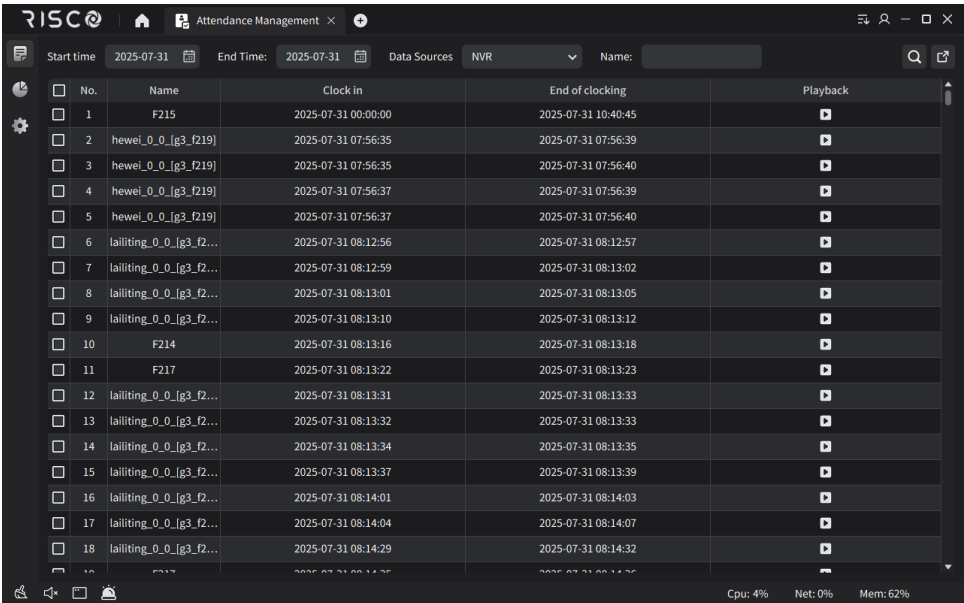 RISCO Attendance Management
Start time 2025-07-31 End Time: 2025-07-31 Data Sources NVR Name:
No. Name Clock in End of clocking Playback
1 F215 2025-07-31 00:00:00 2025-07-31 10:40:45
2 hewei_0_0_[g3_f219] 2025-07-31 07:56:35 2025-07-31 07:56:39
3 hewei_0_0_[g3_f219] 2025-07-31 07:56:35 2025-07-31 07:56:40
4 hewei_0_0_[g3_f219] 2025-07-31 07:56:37 2025-07-31 07:56:39
5 hewei_0_0_[g3_f219] 2025-07-31 07:56:37 2025-07-31 07:56:40
6 lailiting_0_0_[g3_f2... 2025-07-31 08:12:56 2025-07-31 08:12:57
7 lailiting_0_0_[g3_f2... 2025-07-31 08:12:59 2025-07-31 08:13:02
8 lailiting_0_0_[g3_f2... 2025-07-31 08:13:01 2025-07-31 08:13:05
9 lailiting_0_0_[g3_f2... 2025-07-31 08:13:10 2025-07-31 08:13:12
10 F214 2025-07-31 08:13:16 2025-07-31 08:13:18
11 F217 2025-07-31 08:13:22 2025-07-31 08:13:23
12 lailiting_0_0_[g3_f2... 2025-07-31 08:13:31 2025-07-31 08:13:33
13 lailiting_0_0_[g3_f2... 2025-07-31 08:13:32 2025-07-31 08:13:33
14 lailiting_0_0_[g3_f2... 2025-07-31 08:13:34 2025-07-31 08:13:35
15 lailiting_0_0_[g3_f2... 2025-07-31 08:13:37 2025-07-31 08:13:39
16 lailiting_0_0_[g3_f2... 2025-07-31 08:14:01 2025-07-31 08:14:03
17 lailiting_0_0_[g3_f2... 2025-07-31 08:14:04 2025-07-31 08:14:07
18 lailiting_0_0_[g3_f2... 2025-07-31 08:14:29 2025-07-31 08:14:32
Cpu: 4% Net: 0% Mem: 62%